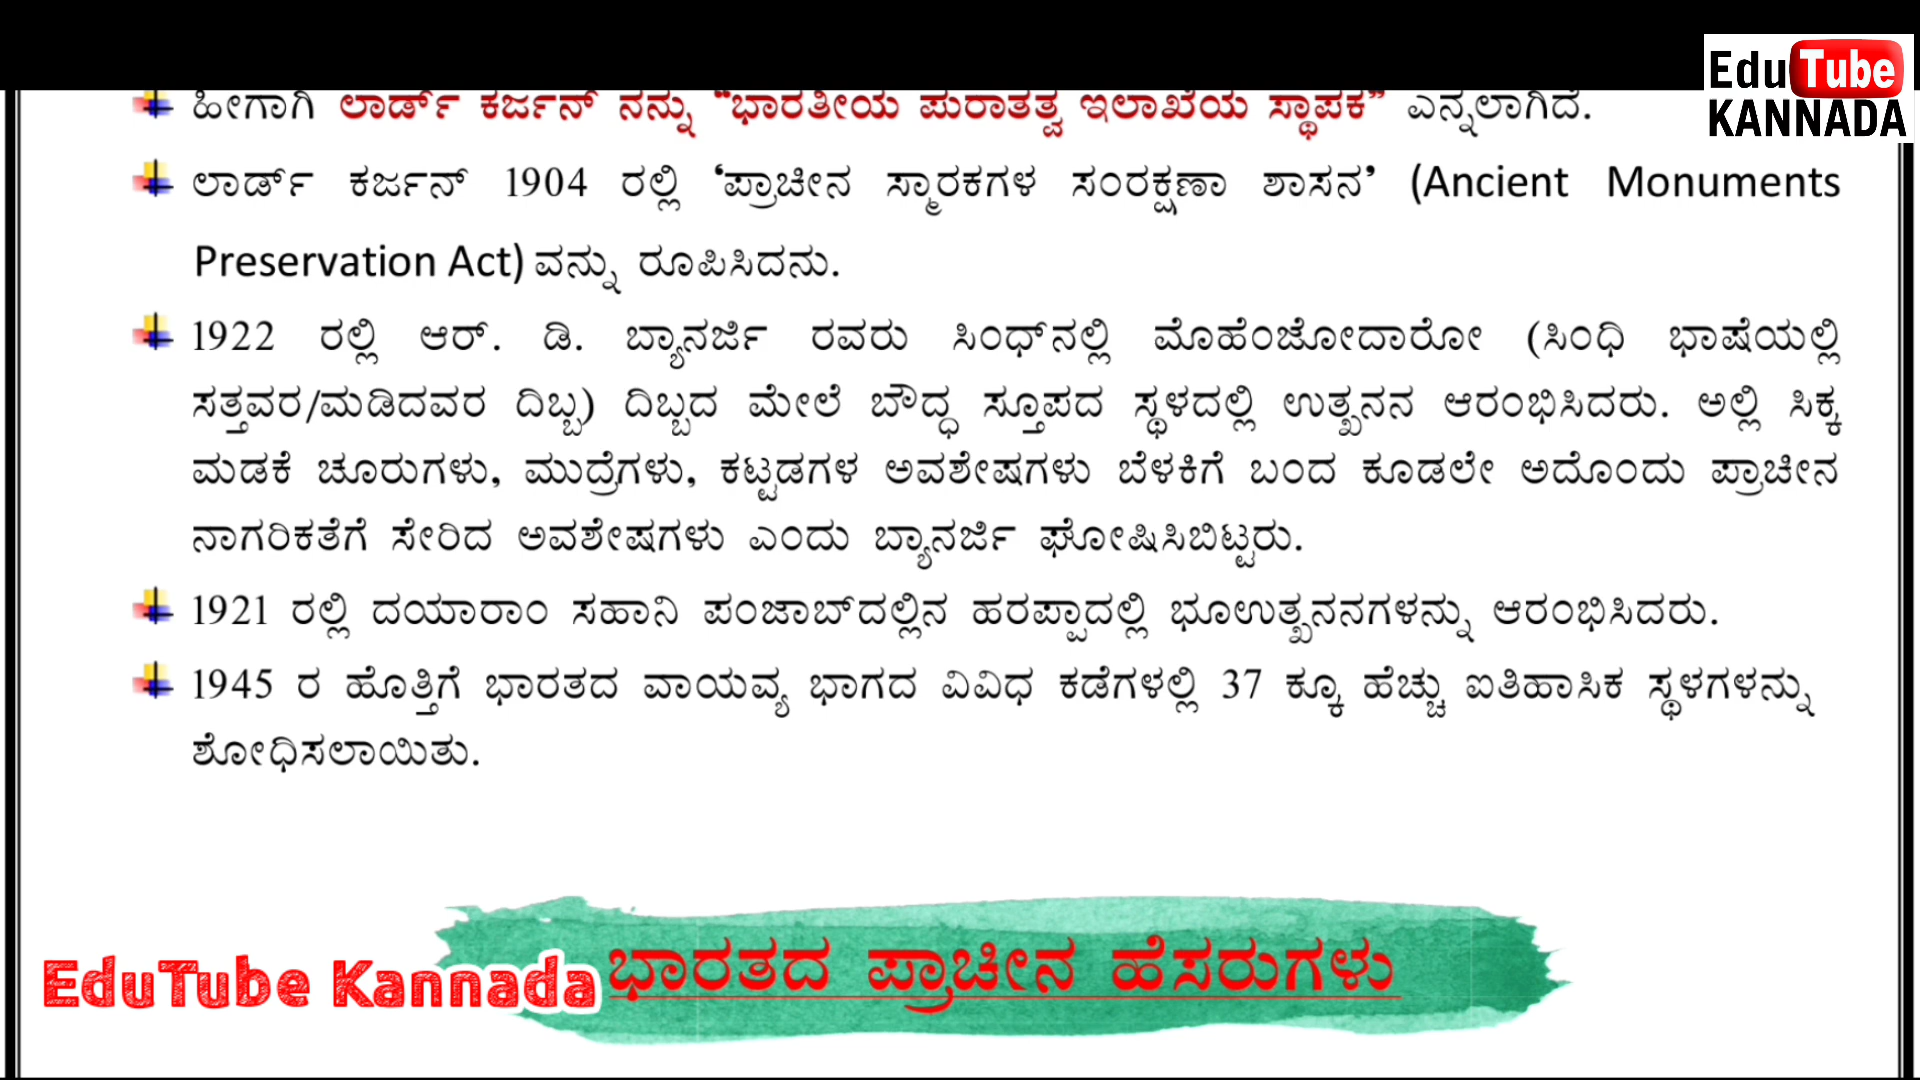 Edu Tube
KANNADA
ಹೀಗಾಗಿ ಲಾರ್ಡ್ ಕರ್ಜನ್ ನನ್ನು “ಭಾರತೀಯ ಪುರಾತತ್ವ ಇಲಾಖೆಯ ಸ್ಥಾಪಕ” ಎನ್ನಲಾಗಿದೆ.
ಲಾರ್ಡ್ ಕರ್ಜನ್ 1904 ರಲ್ಲಿ ‘ಪ್ರಾಚೀನ ಸ್ಮಾರಕಗಳ ಸಂರಕ್ಷಣಾ ಶಾಸನ’ (Ancient Monuments
Preservation Act) ವನ್ನು ರೂಪಿಸಿದನು.
1922 ರಲ್ಲಿ ಆರ್. ಡಿ. ಬ್ಯಾನರ್ಜಿ ರವರು ಸಿಂಧ್‌ನಲ್ಲಿ ಮೊಹೆಂಜೋದಾರೋ (ಸಿಂಧಿ ಭಾಷೆಯಲ್ಲಿ
ಸತ್ತವರ/ಮಡಿದವರ ದಿಬ್ಬ) ದಿಬ್ಬದ ಮೇಲೆ ಬೌದ್ಧ ಸ್ತೂಪದ ಸ್ಥಳದಲ್ಲಿ ಉತ್ಖನನ ಆರಂಭಿಸಿದರು. ಅಲ್ಲಿ ಸಿಕ್ಕ
ಮಡಕೆ ಚೂರುಗಳು, ಮುದ್ರೆಗಳು, ಕಟ್ಟಡಗಳ ಅವಶೇಷಗಳು ಬೆಳಕಿಗೆ ಬಂದ ಕೂಡಲೇ ಅದೊಂದು ಪ್ರಾಚೀನ
ನಾಗರಿಕತೆಗೆ ಸೇರಿದ ಅವಶೇಷಗಳು ಎಂದು ಬ್ಯಾನರ್ಜಿ ಘೋಷಿಸಿಬಿಟ್ಟರು.
1921 ರಲ್ಲಿ ದಯಾರಾಂ ಸಹಾನಿ ಪಂಜಾಬ್‌ದಲ್ಲಿನ ಹರಪ್ಪಾದಲ್ಲಿ ಭೂಉತ್ಖನನಗಳನ್ನು ಆರಂಭಿಸಿದರು.
1945 ರ ಹೊತ್ತಿಗೆ ಭಾರತದ ವಾಯವ್ಯ ಭಾಗದ ವಿವಿಧ ಕಡೆಗಳಲ್ಲಿ 37 ಕ್ಕೂ ಹೆಚ್ಚು ಐತಿಹಾಸಿಕ ಸ್ಥಳಗಳನ್ನು
ಶೋಧಿಸಲಾಯಿತು.
ಭಾರತದ ಪ್ರಾಚೀನ ಹೆಸರುಗಳು
EduTube Kannada